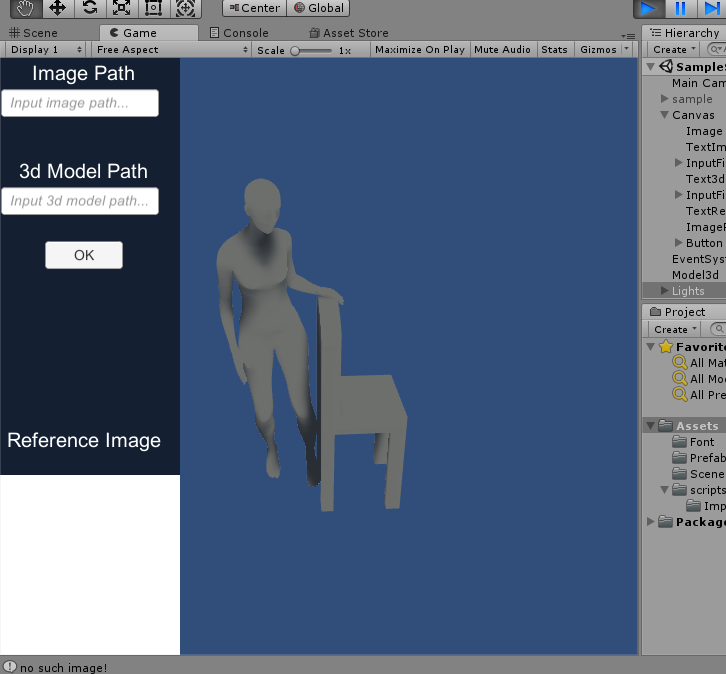 Center Global
Scene Game Console Asset Store
Display 1 Free Aspect Scale 1x Maximize On Play Mute Audio Stats Gizmos
Image Path
Input image path...
3d Model Path
Input 3d model path...
OK
Reference Image
no such image!
Hierarchy
Create
SampleS
Main Cam
sample
Canvas
Image
TextIm
InputFi
Text3d
InputFi
TextRe
ImageR
Button
EventSys
Model3d
Lights
Project
Create
Favorite
All Mat
All Mod
All Pre
Assets
Font
Prefab
Scene
scripts
Imp
Package